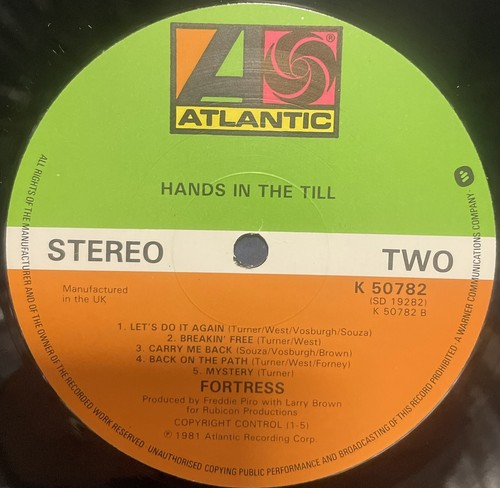 ATLANTIC
®
HANDS IN THE TILL
STEREO
TWO
Manufactured
in the UK
K 50782
(SD 19282)
K 50782 B
1. LET'S DO IT AGAIN (Turner/West/Vosburgh/Souza)
2. BREAKIN' FREE (Turner/West)
3. CARRY ME BACK (Souza/Vosburgh/Brown)
4. BACK ON THE PATH (Turner/West/Forney)
5. MYSTERY (Turner)
FORTRESS
Produced by Freddie Piro with Larry Brown
for Rubicon Productions
COPYRIGHT CONTROL (1-5)
℗ 1981 Atlantic Recording Corp.
ALL RIGHTS OF THE MANUFACTURER AND OF THE OWNER OF THE RECORDED WORK RESERVED · UNAUTHORISED COPYING PUBLIC PERFORMANCE AND BROADCASTING OF THIS RECORD PROHIBITED · A WARNER COMMUNICATIONS COMPANY